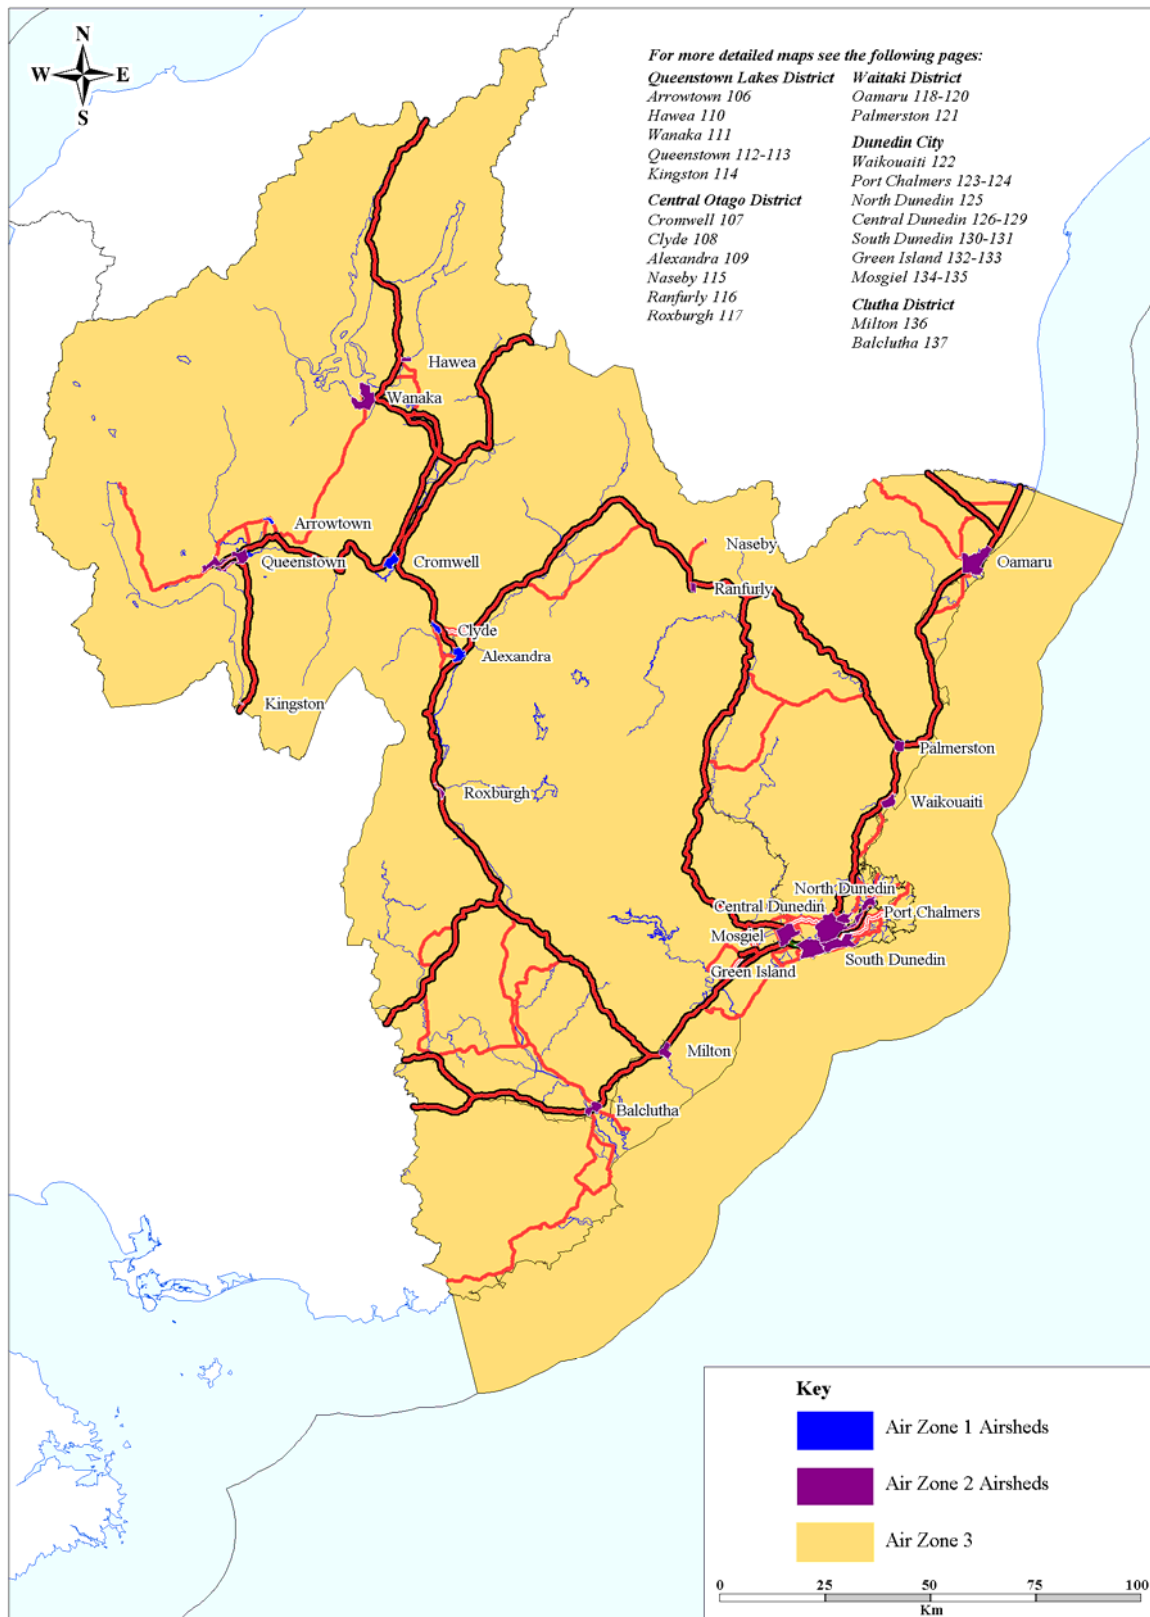 N
W E
S
For more detailed maps see the following pages:
Queenstown Lakes District
Arrowtown 106
Hawea 110
Wanaka 111
Queenstown 112-113
Kingston 114
Central Otago District
Cromwell 107
Clyde 108
Alexandra 109
Naseby 115
Ranfurly 116
Roxburgh 117
Waitaki District
Oamaru 118-120
Palmerston 121
Dunedin City
Waikouaiti 122
Port Chalmers 123-124
North Dunedin 125
Central Dunedin 126-129
South Dunedin 130-131
Green Island 132-133
Mosgiel 134-135
Clutha District
Milton 136
Balclutha 137
Hawea
Wanaka
Arrowtown
Queenstown
Cromwell
Naseby
Oamaru
Ranfurly
Clyde
Alexandra
Kingston
Palmerston
Roxburgh
Waikouaiti
North Dunedin
Central Dunedin
Port Chalmers
Mosgiel
South Dunedin
Green Island
Milton
Balclutha
Key
Air Zone 1 Airsheds
Air Zone 2 Airsheds
Air Zone 3
0 25 50 75 100
Km